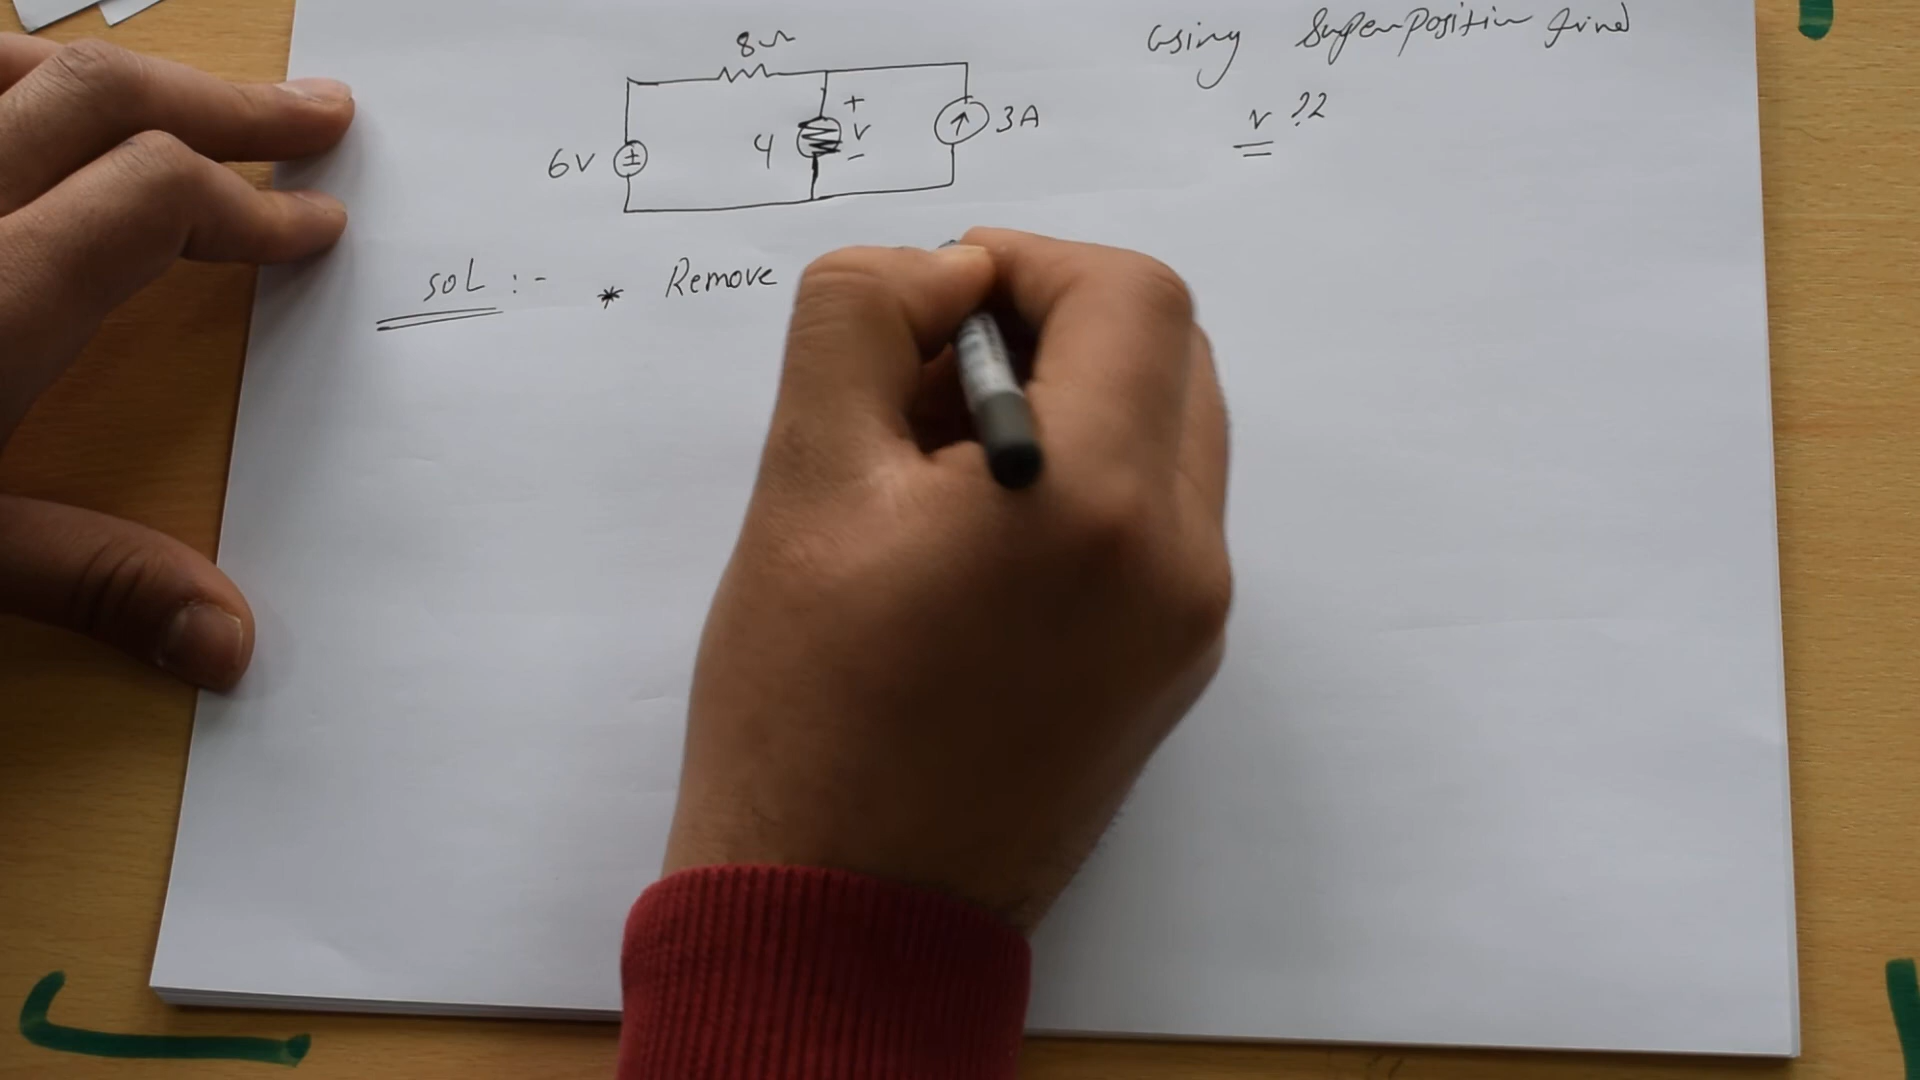 Using Superposition find
v ??
8Ω
6V ± 4 + v - ↑ 3A
SOL :- * Remove